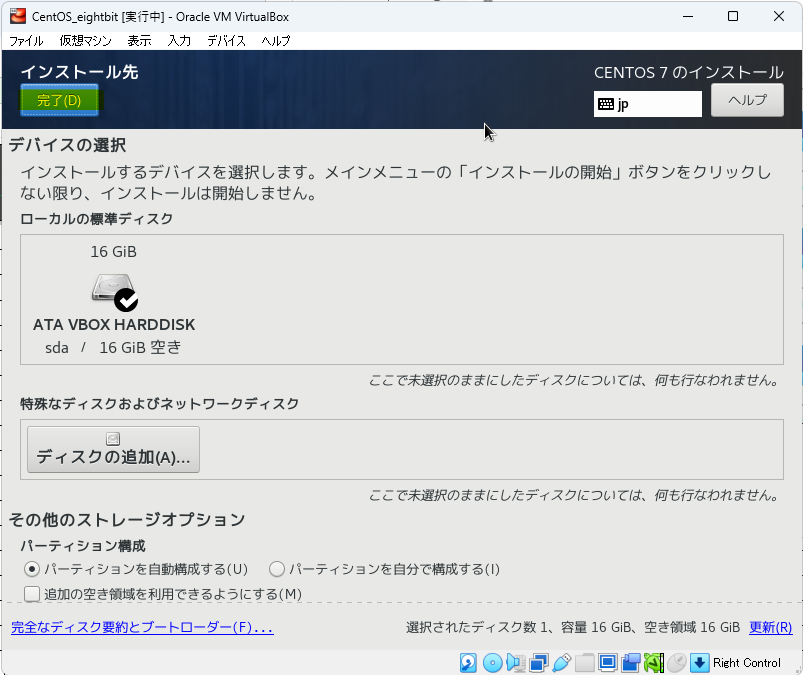 CentOS_eightbit [実行中] - Oracle VM VirtualBox
ファイル 仮想マシン 表示 入力 デバイス ヘルプ
インストール先
CENTOS 7 のインストール
完了(D)
jp
ヘルプ
デバイスの選択
インストールするデバイスを選択します。メインメニューの「インストールの開始」ボタンをクリックし
ない限り、インストールは開始しません。
ローカルの標準ディスク
16 GiB
ATA VBOX HARDDISK
sda / 16 GiB 空き
ここで未選択のままにしたディスクについては、何も行なわれません。
特殊なディスクおよびネットワークディスク
ディスクの追加(A)...
ここで未選択のままにしたディスクについては、何も行なわれません。
その他のストレージオプション
パーティション構成
パーティションを自動構成する(U) パーティションを自分で構成する(I)
追加の空き領域を利用できるようにする(M)
完全なディスク要約とブートローダー(F)... 選択されたディスク数 1、容量 16 GiB、空き領域 16 GiB 更新(R)
Right Control